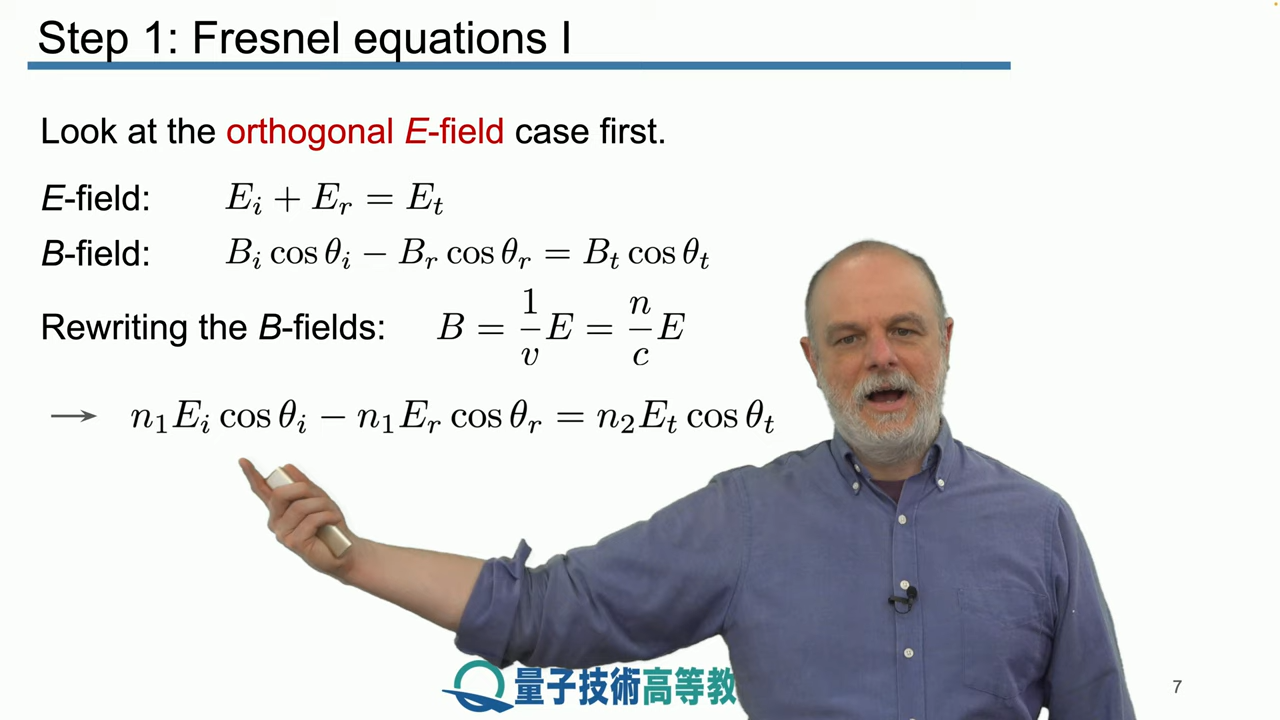 Step 1: Fresnel equations I
Look at the orthogonal E-field case first.
E-field: E_i + E_r = E_t
B-field: B_i cos θ_i − B_r cos θ_r = B_t cos θ_t
Rewriting the B-fields: B = \frac{1}{v} E = \frac{n}{c} E
→ n_1 E_i cos θ_i − n_1 E_r cos θ_r = n_2 E_t cos θ_t
量子技術高等教
7